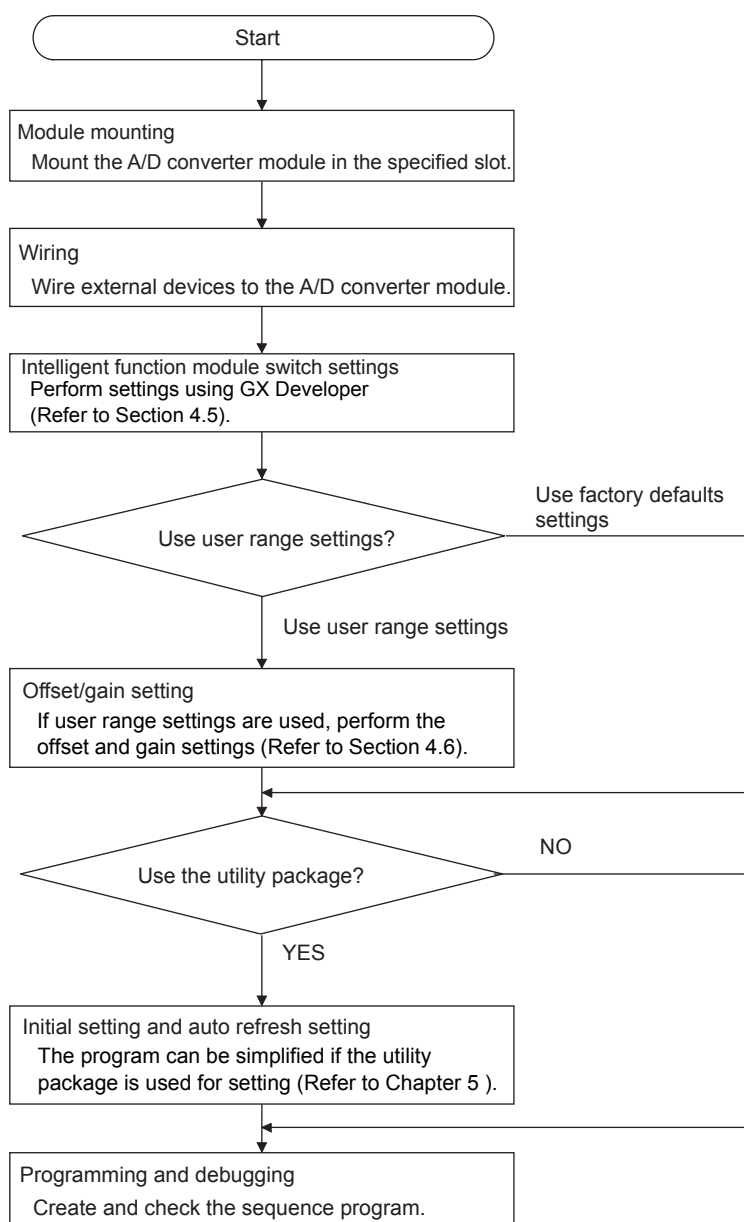 Start
Module mounting
Mount the A/D converter module in the specified slot.
Wiring
Wire external devices to the A/D converter module.
Intelligent function module switch settings
Perform settings using GX Developer
(Refer to Section 4.5).
Use factory defaults
settings
Use user range settings?
Use user range settings
Offset/gain setting
If user range settings are used, perform the
offset and gain settings (Refer to Section 4.6).
NO
Use the utility package?
YES
Initial setting and auto refresh setting
The program can be simplified if the utility
package is used for setting (Refer to Chapter 5 ).
Programming and debugging
Create and check the sequence program.